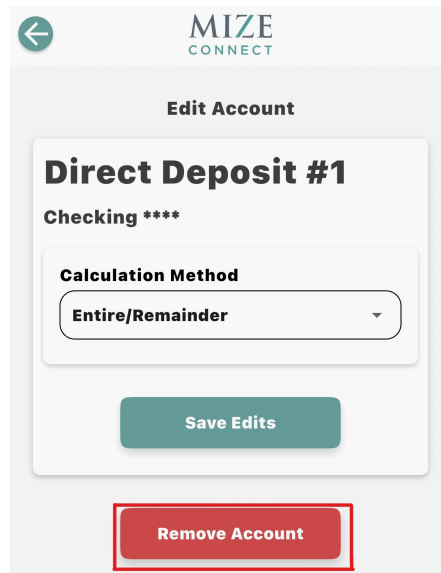 MIZE
CONNECT
Edit Account
Direct Deposit #1
Checking ****
Calculation Method
Entire/Remainder
Save Edits
Remove Account